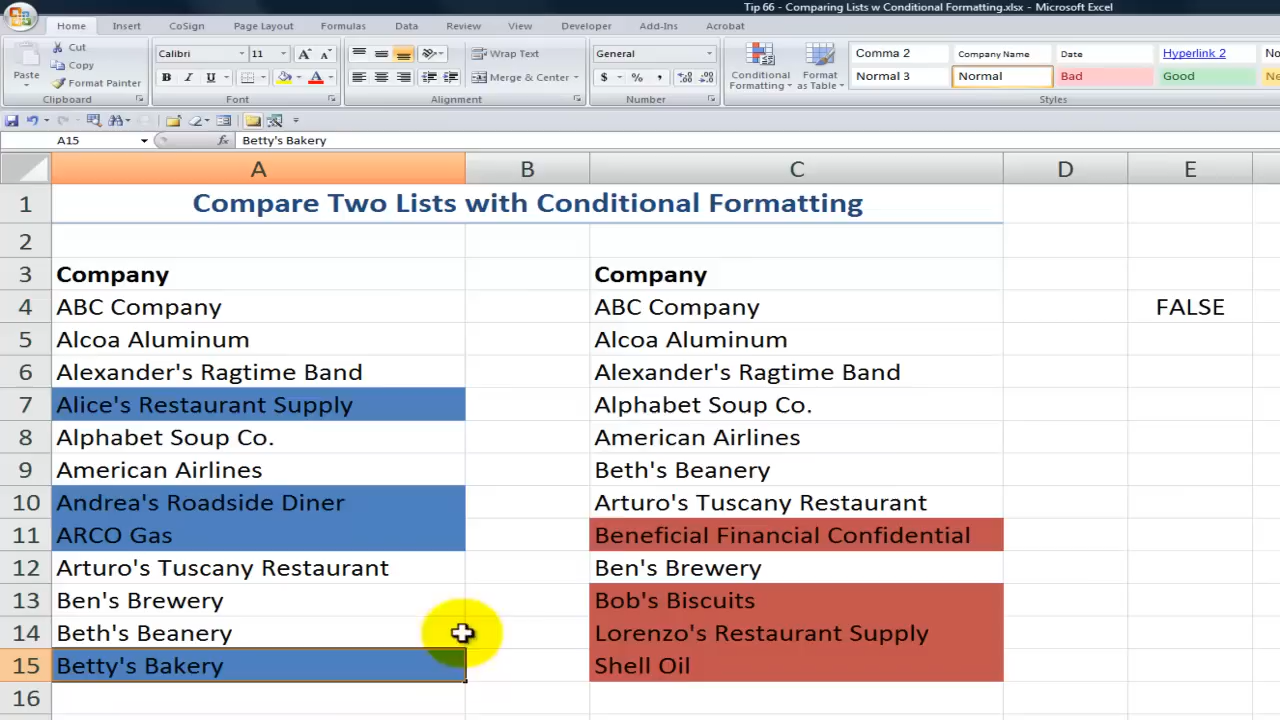 Tip 66 - Comparing Lists w Conditional Formatting.xlsx - Microsoft Excel
Home Insert CoSign Page Layout Formulas Data Review View Developer Add-Ins Acrobat
Paste Cut Copy Format Painter
Calibri 11
B I U A A A
Wrap Text
Merge & Center
General
$ % ,
Conditional Formatting
Format as Table
Comma 2 Company Name Date Hyperlink 2 No
Normal 3 Normal Bad Good Ne
Clipboard Font Alignment Number Styles
A15 fx Betty's Bakery
A B C D E
1 Compare Two Lists with Conditional Formatting
2
3 Company Company
4 ABC Company ABC Company FALSE
5 Alcoa Aluminum Alcoa Aluminum
6 Alexander's Ragtime Band Alexander's Ragtime Band
7 Alice's Restaurant Supply Alphabet Soup Co.
8 Alphabet Soup Co. American Airlines
9 American Airlines Beth's Beanery
10 Andrea's Roadside Diner Arturo's Tuscany Restaurant
11 ARCO Gas Beneficial Financial Confidential
12 Arturo's Tuscany Restaurant Ben's Brewery
13 Ben's Brewery Bob's Biscuits
14 Beth's Beanery Lorenzo's Restaurant Supply
15 Betty's Bakery Shell Oil
16